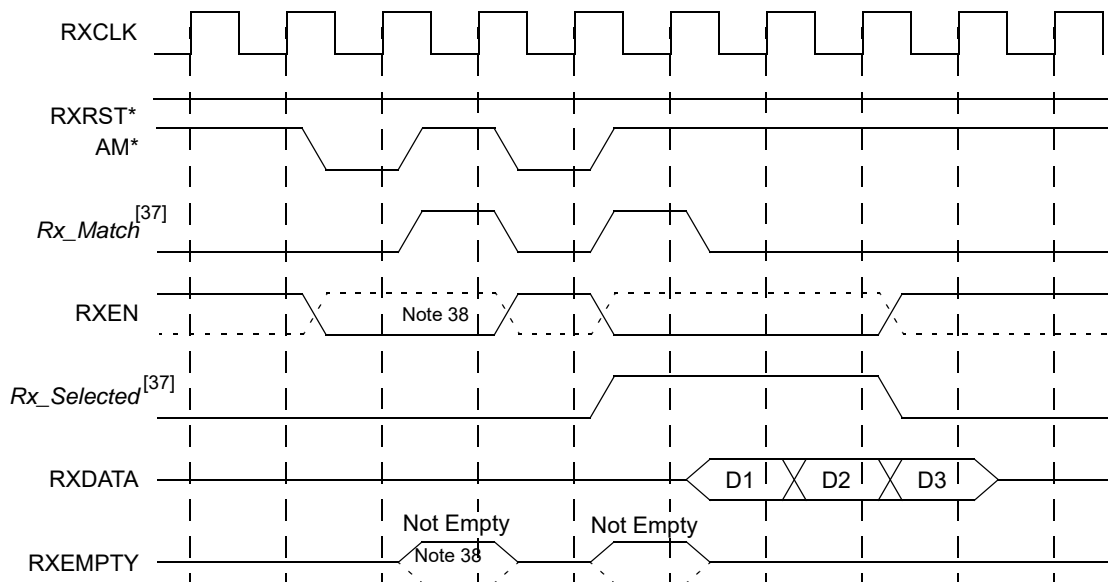 RXCLK
RXRST*
AM*
Rx_Match[37]
RXEN
Note 38
Rx_Selected[37]
RXDATA
D1 D2 D3
Not Empty Not Empty
Note 38
RXEMPTY